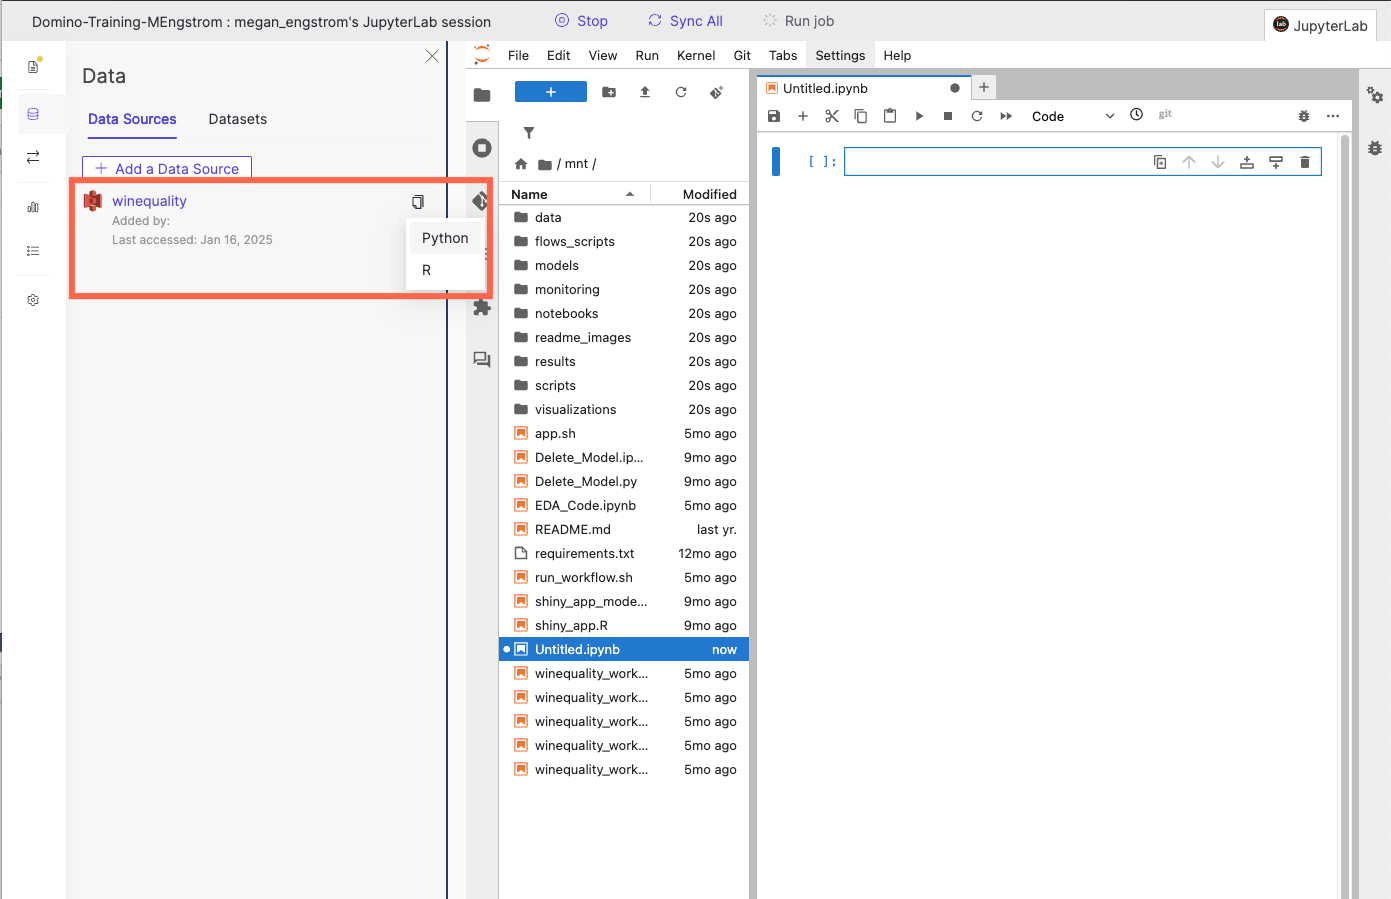 Domino-Training-MEngstrom : megan_engstrom's JupyterLab session
Stop
Sync All
Run job
JupyterLab
Data
Data Sources
Datasets
+ Add a Data Source
winequality
Added by:
Last accessed: Jan 16, 2025
Python
R
File Edit View Run Kernel Git Tabs Settings Help
+
/ mnt /
Name Modified
data 20s ago
flows_scripts 20s ago
models 20s ago
monitoring 20s ago
notebooks 20s ago
readme_images 20s ago
results 20s ago
scripts 20s ago
visualizations 20s ago
app.sh 5mo ago
Delete_Model.ip... 9mo ago
Delete_Model.py 9mo ago
EDA_Code.ipynb 5mo ago
README.md last yr.
requirements.txt 12mo ago
run_workflow.sh 5mo ago
shiny_app_mode... 9mo ago
shiny_app.R 9mo ago
Untitled.ipynb now
winequality_work... 5mo ago
winequality_work... 5mo ago
winequality_work... 5mo ago
winequality_work... 5mo ago
winequality_work... 5mo ago
Untitled.ipynb
Code
git
[ ]: